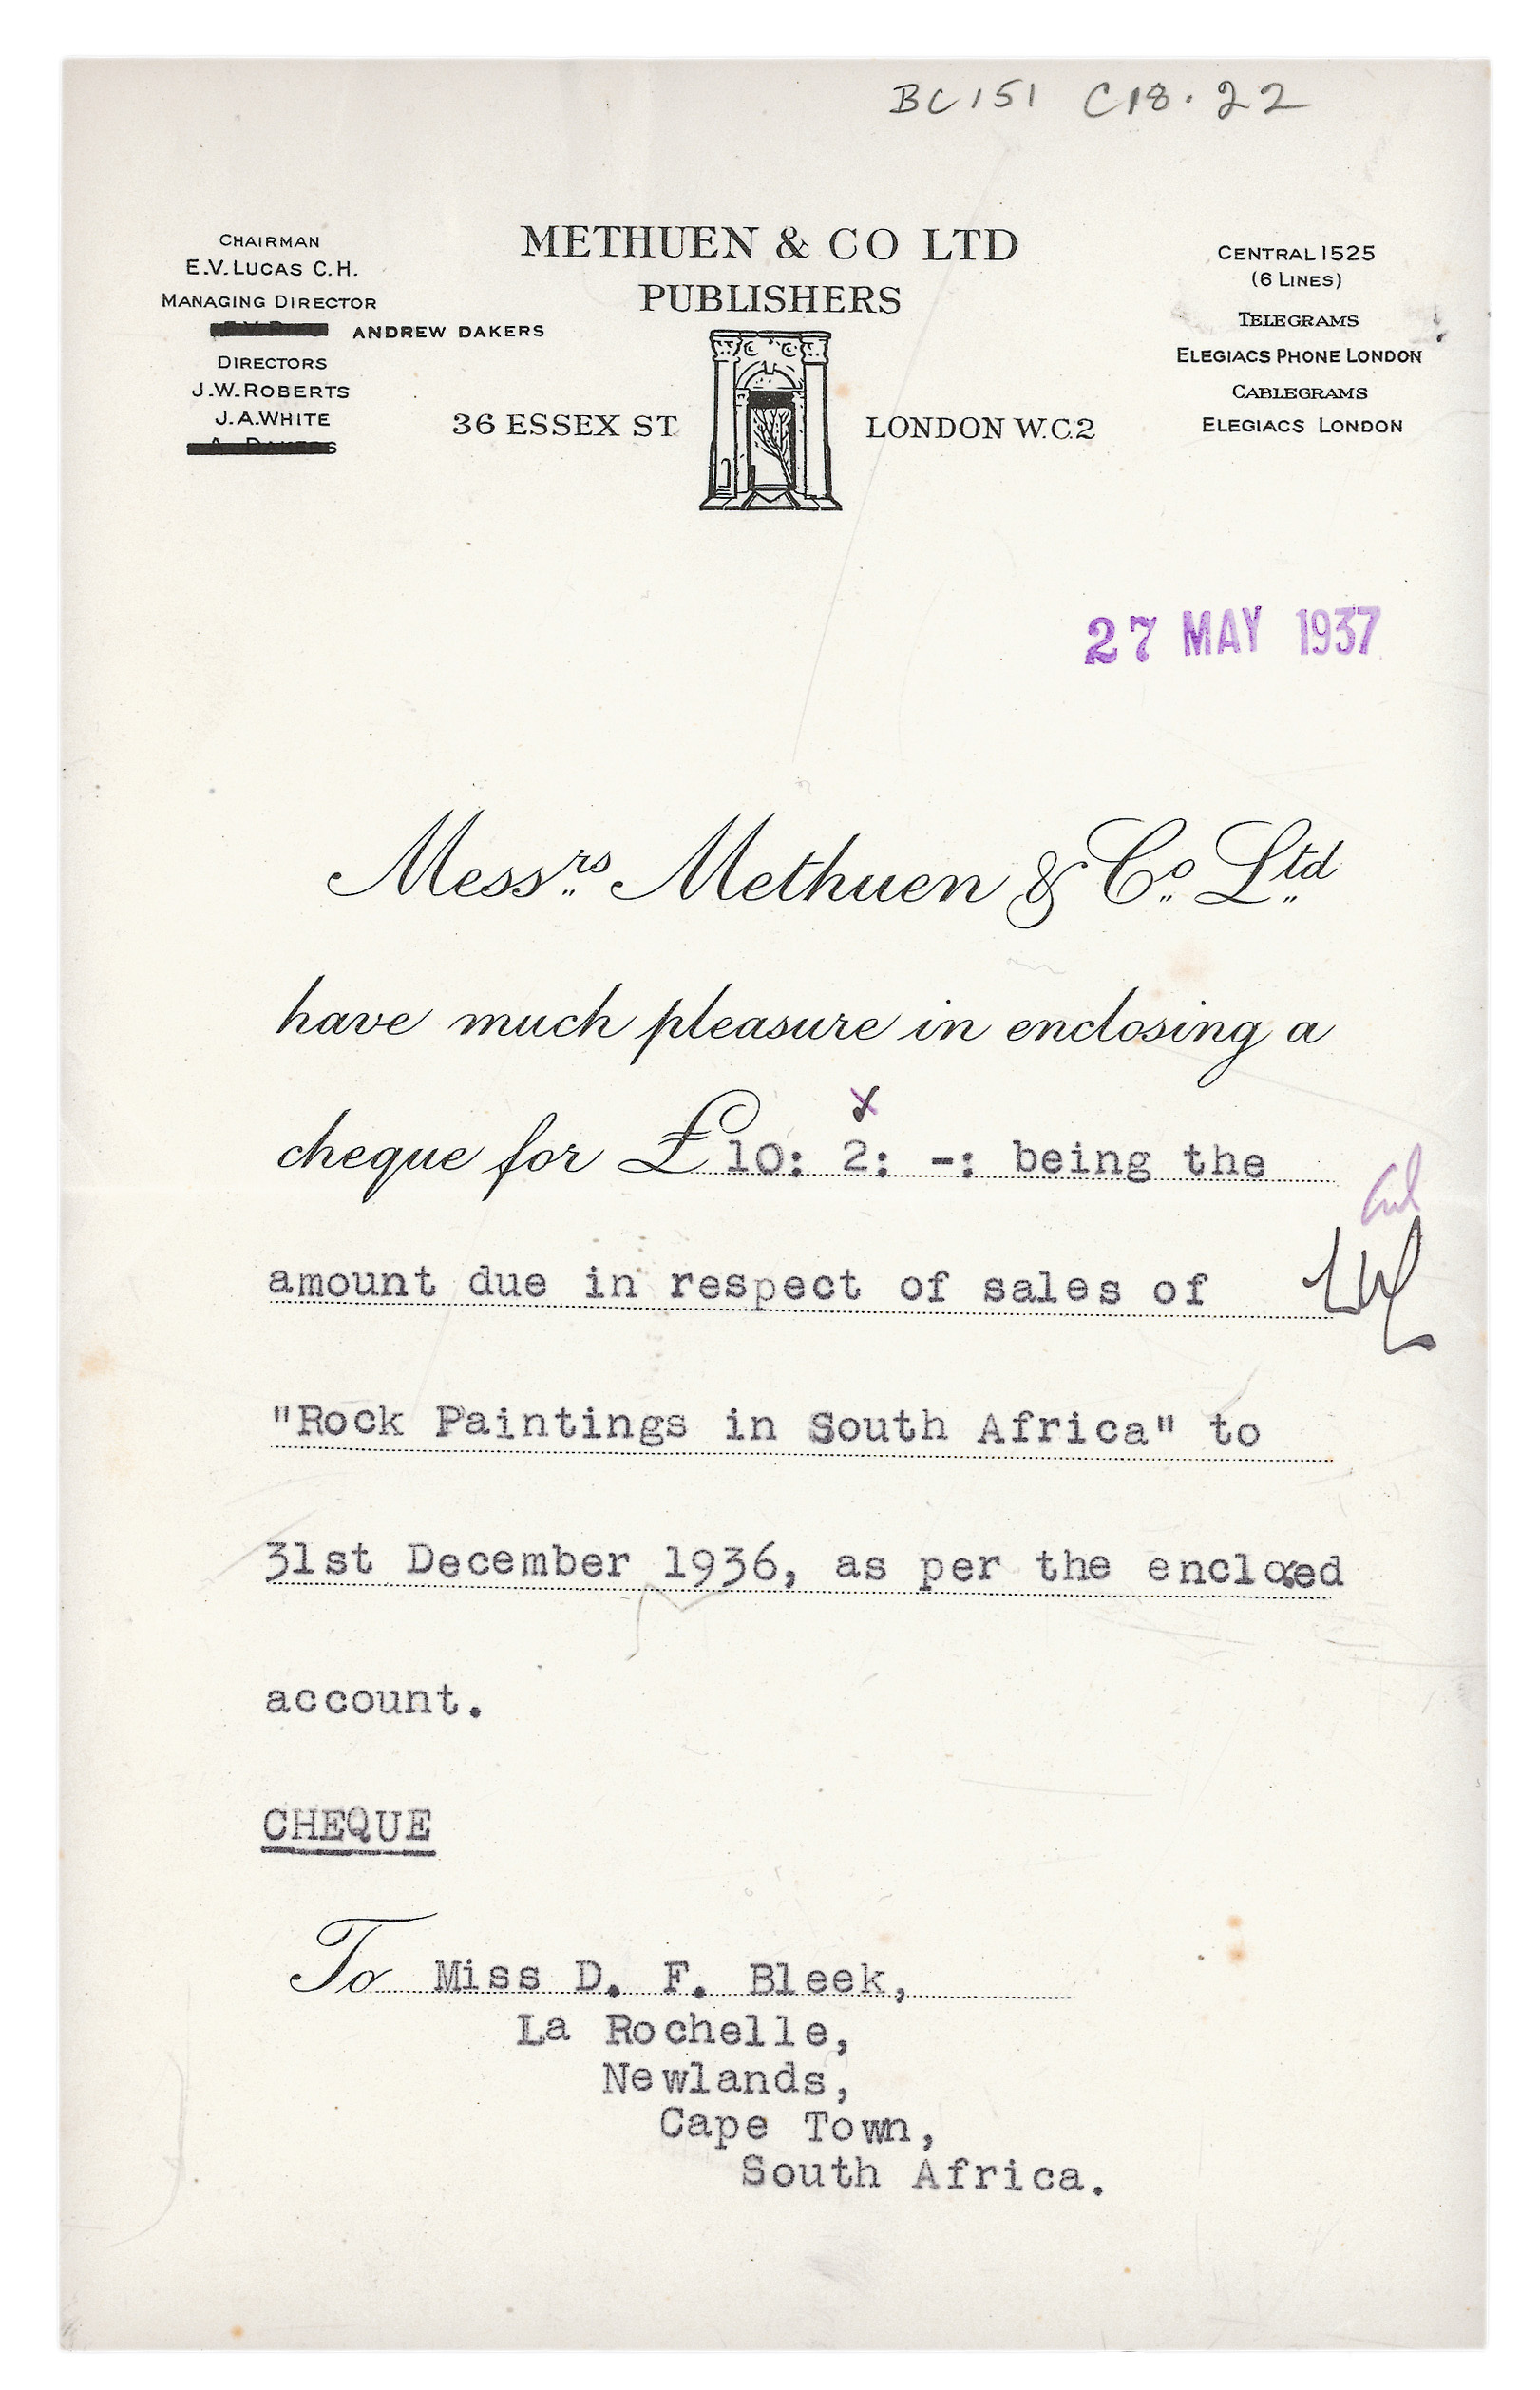 BC151 C18.22
METHUEN & CO LTD
PUBLISHERS
36 ESSEX ST LONDON W.C.2
CHAIRMAN
E.V. LUCAS C.H.
MANAGING DIRECTOR
ANDREW DAKERS
DIRECTORS
J.W. ROBERTS
J.A. WHITE
A. DAKERS
CENTRAL 1525
(6 LINES)
TELEGRAMS
ELEGIACS PHONE LONDON
CABLEGRAMS
ELEGIACS LONDON
27 MAY 1937
Messrs Methuen & Co Ltd
have much pleasure in enclosing a
cheque for £10: 2: -: being the
amount due in respect of sales of
"Rock Paintings in South Africa" to
31st December 1936, as per the enclosed
account.
CHEQUE
To Miss D. F. Bleek,
La Rochelle,
Newlands,
Cape Town,
South Africa.